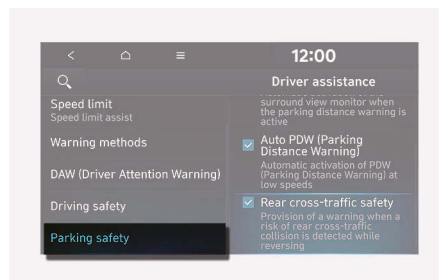 12:00
Driver assistance
Speed limit
Speed limit assist
Warning methods
DAW (Driver Attention Warning)
Driving safety
Parking safety
surround view monitor when
the parking distance warning is
active
Auto PDW (Parking
Distance Warning)
Automatic activation of PDW
(Parking Distance Warning) at
low speeds
Rear cross-traffic safety
Provision of a warning when a
risk of rear cross-traffic
collision is detected while
reversing